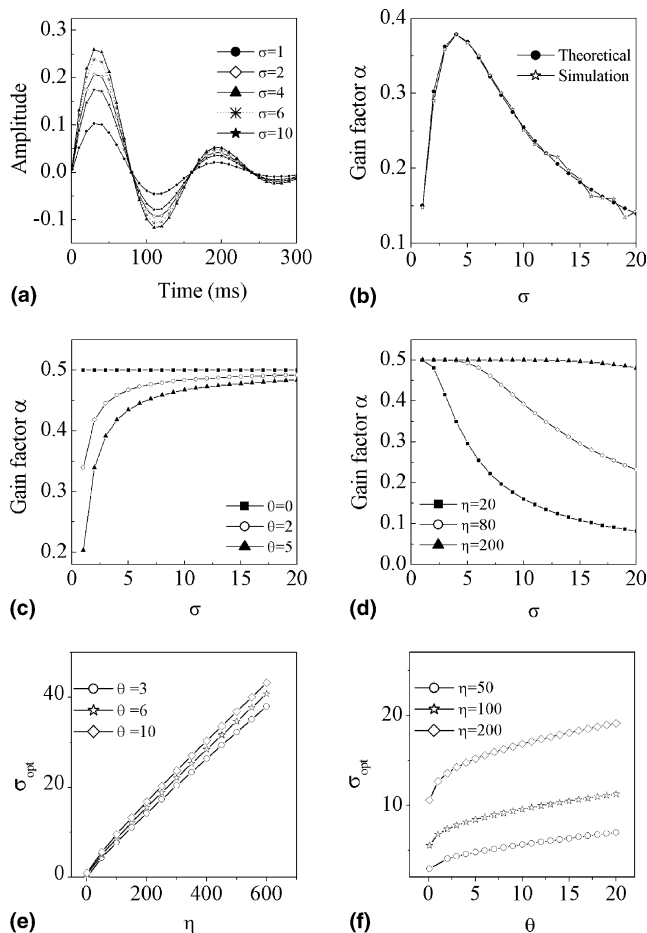 0.3
0.2
0.1
0.0
-0.1
Amplitude
σ=1
σ=2
σ=4
σ=6
σ=10
0 100 200 300
Time (ms)
(a)
0.4
0.3
0.2
0.1
Gain factor α
Theoretical
Simulation
0 5 10 15 20
σ
(b)
0.5
0.4
0.3
0.2
Gain factor α
θ=0
θ=2
θ=5
0 5 10 15 20
σ
(c)
0.5
0.4
0.3
0.2
0.1
0.0
Gain factor α
η=20
η=80
η=200
0 5 10 15 20
σ
(d)
40
20
0
σopt
θ =3
θ =6
θ =10
0 200 400 600
η
(e)
20
10
σopt
η=50
η=100
η=200
0 5 10 15 20
θ
(f)